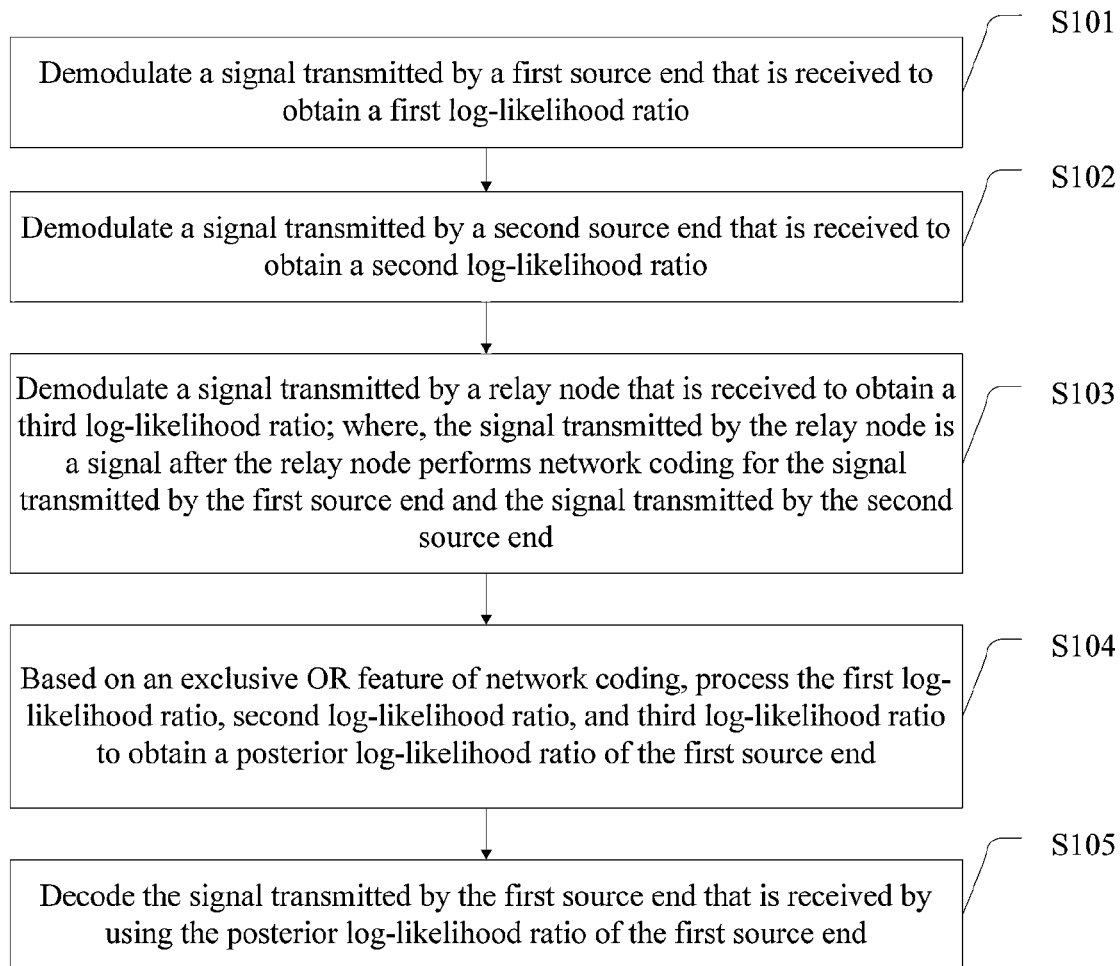 S101
Demodulate a signal transmitted by a first source end that is received to
obtain a first log-likelihood ratio
S102
Demodulate a signal transmitted by a second source end that is received to
obtain a second log-likelihood ratio
S103
Demodulate a signal transmitted by a relay node that is received to obtain a
third log-likelihood ratio; where, the signal transmitted by the relay node is
a signal after the relay node performs network coding for the signal
transmitted by the first source end and the signal transmitted by the second
source end
S104
Based on an exclusive OR feature of network coding, process the first log-
likelihood ratio, second log-likelihood ratio, and third log-likelihood ratio
to obtain a posterior log-likelihood ratio of the first source end
S105
Decode the signal transmitted by the first source end that is received by
using the posterior log-likelihood ratio of the first source end